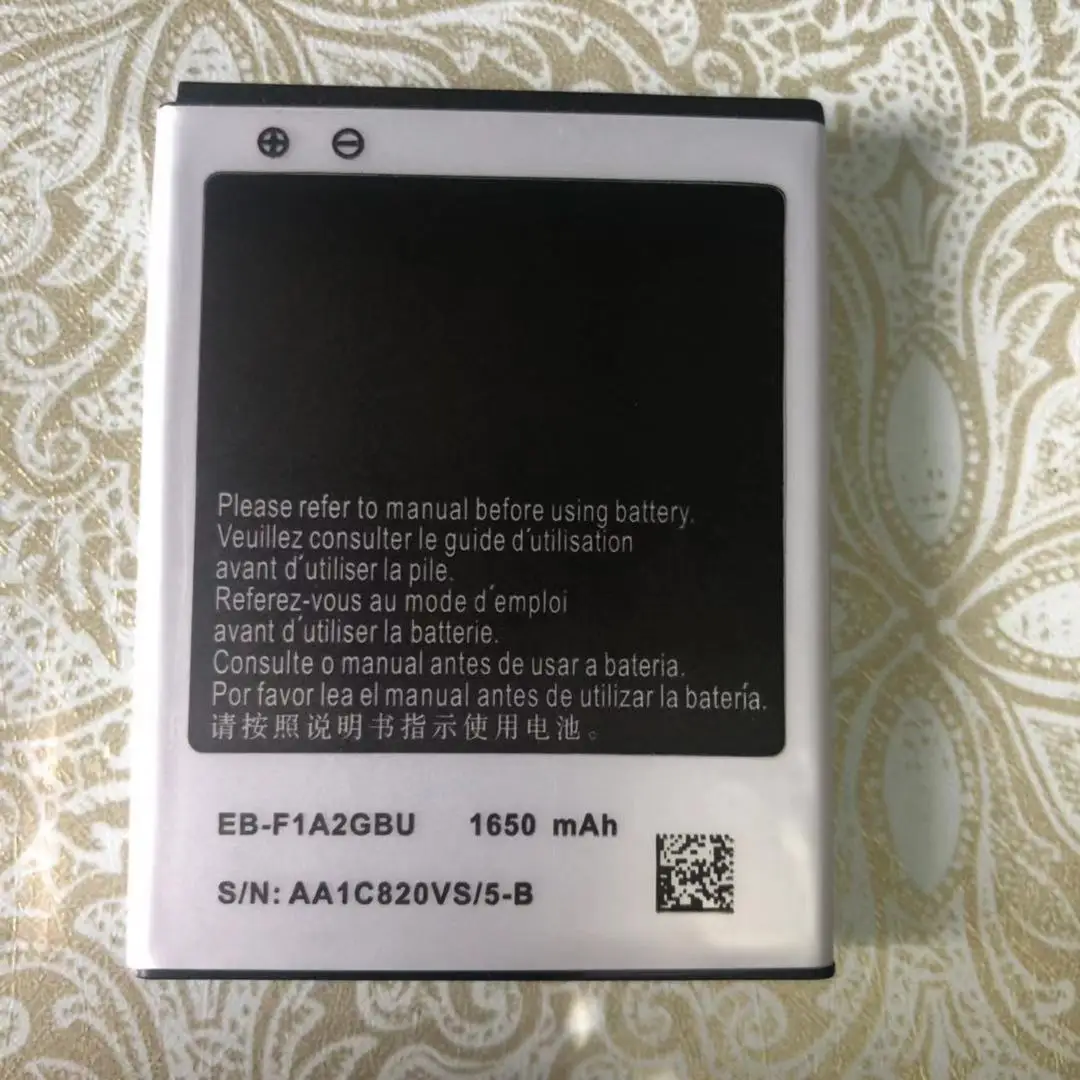 Please refer to manual before using battery.
Veuillez consulter le guide d´utilisation
avant d´utiliser la pile.
Referez-vous au mode d´emploi
avant d´utiliser la batterie.
Consulte o manual antes de usar a bateria.
Por favor lea el manual antes de utilizar la batería.
请按照说明书指示使用电池。
EB-F1A2GBU 1650 mAh
S/N: AA1C820VS/5-B